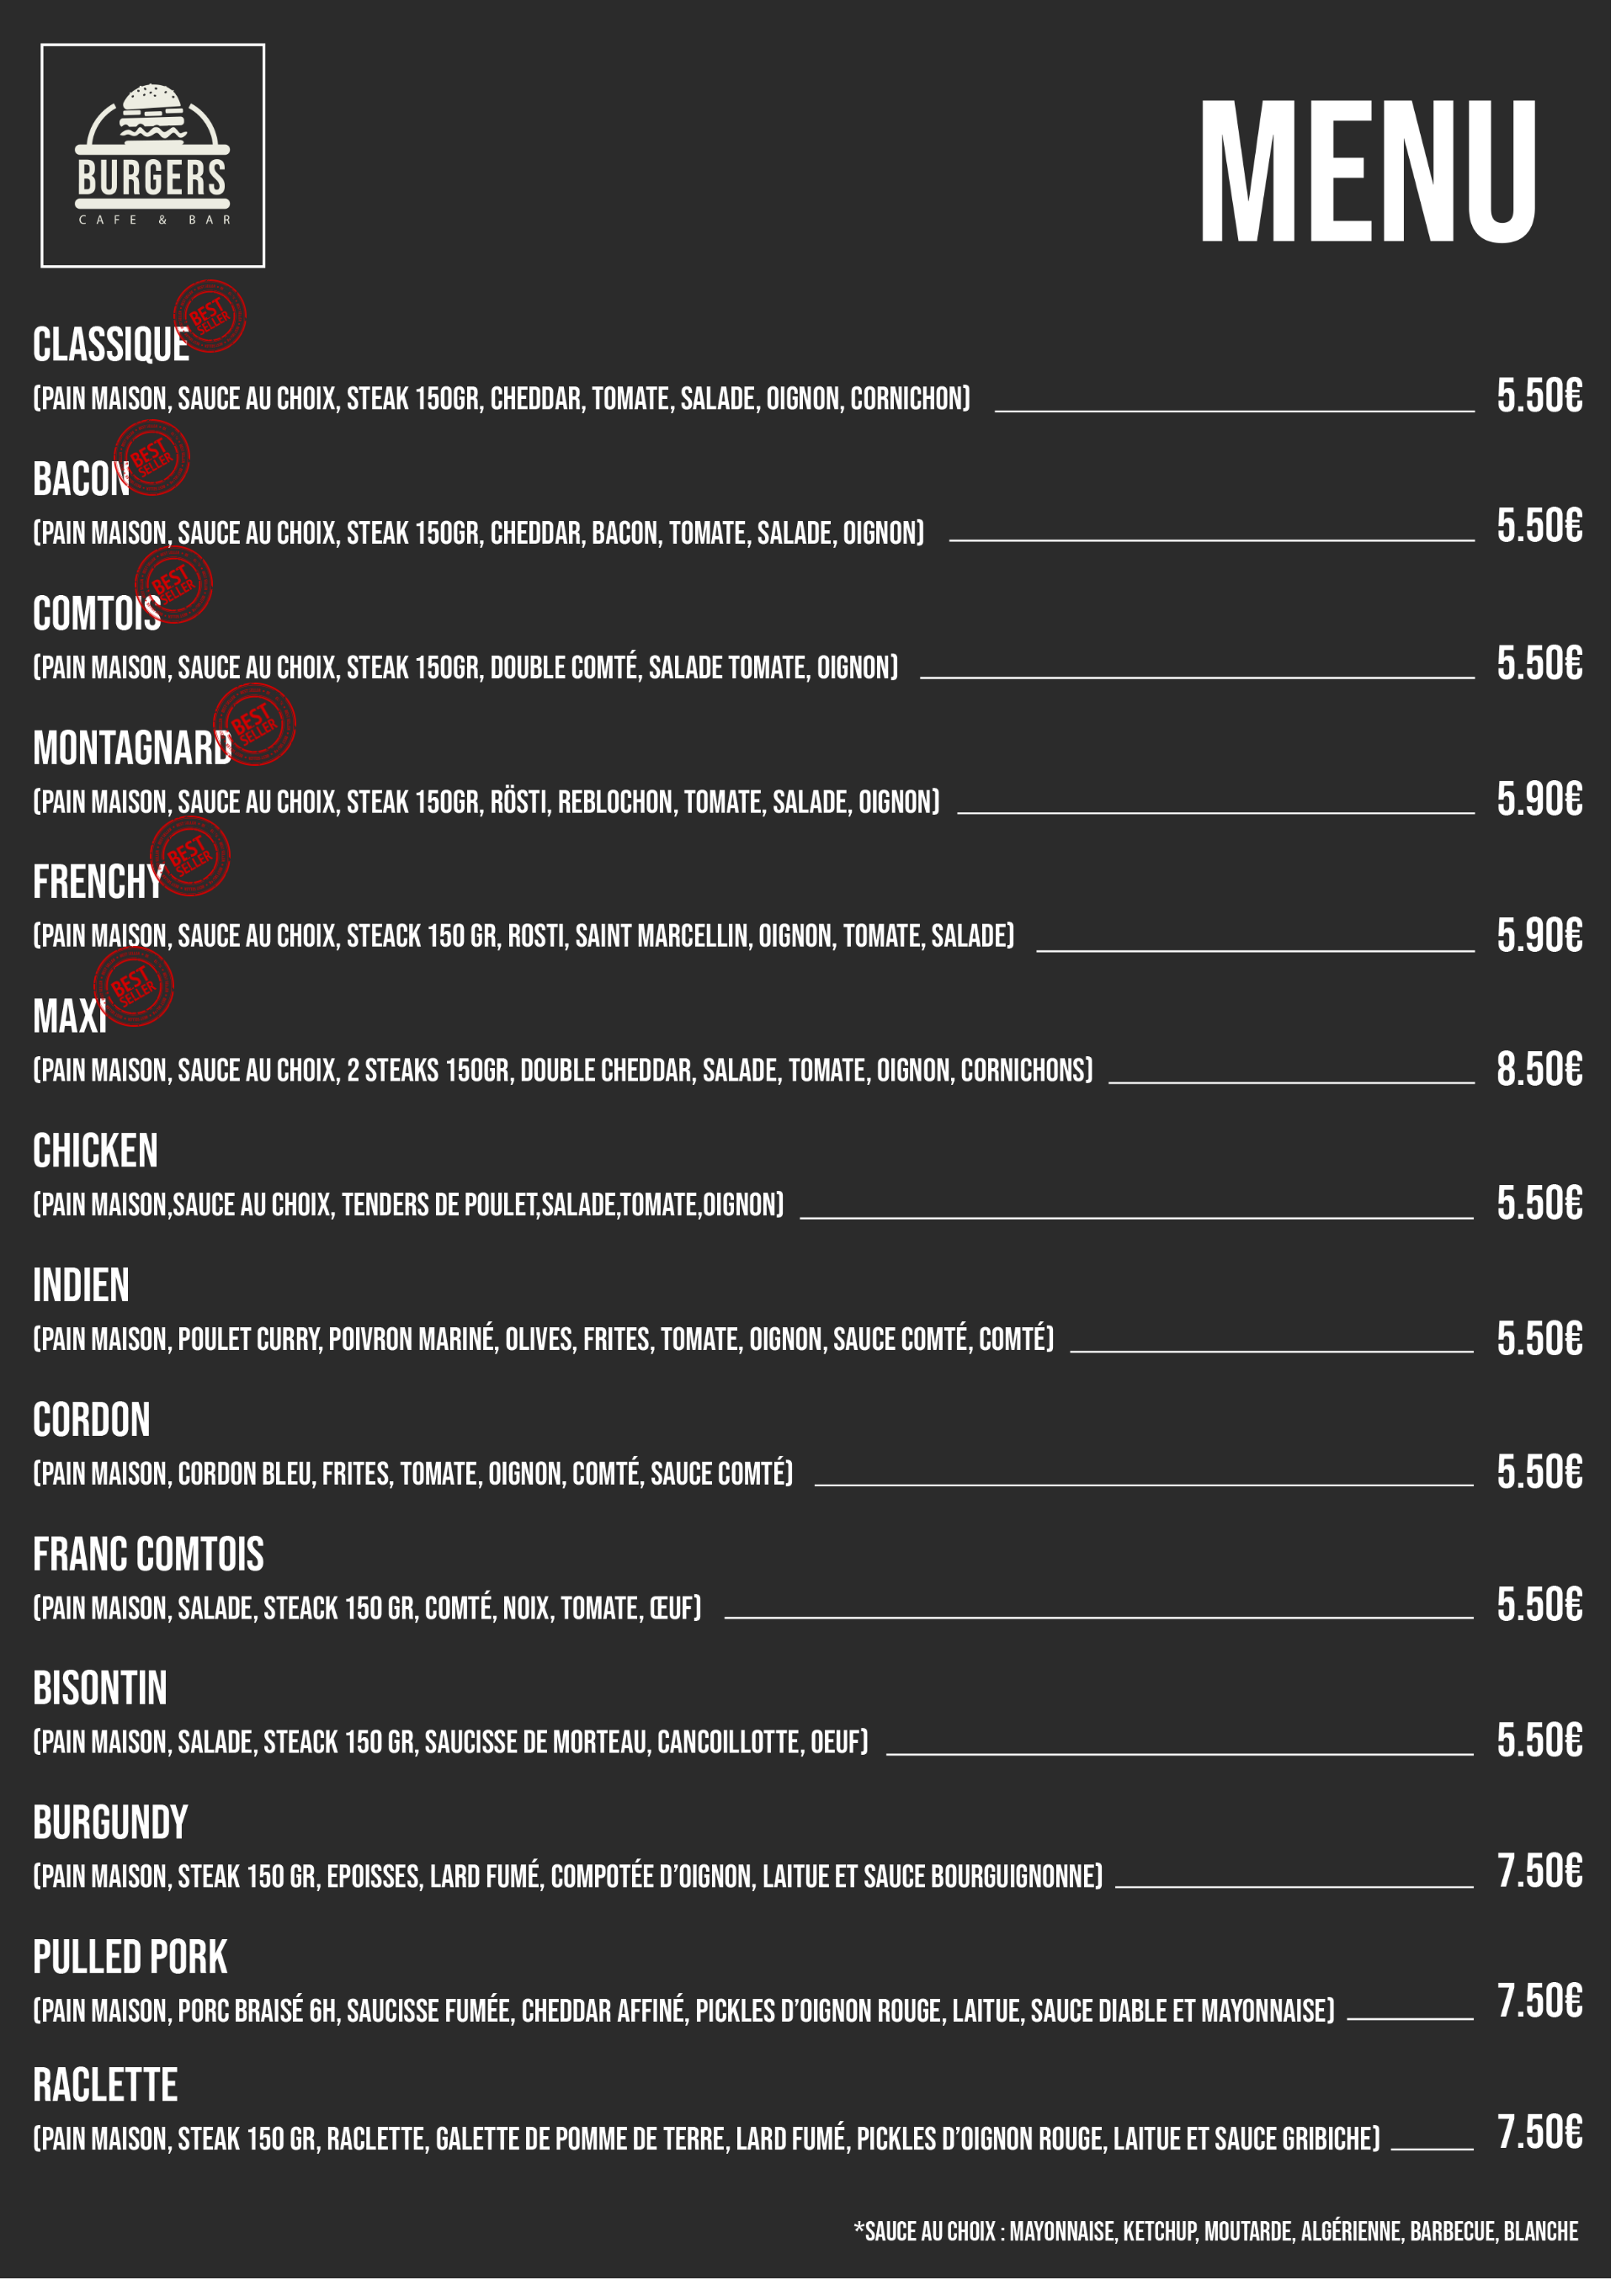 BURGERS
CAFE & BAR
MENU
CLASSIQUE
BEST SELLER
(PAIN MAISON, SAUCE AU CHOIX, STEAK 150GR, CHEDDAR, TOMATE, SALADE, OIGNON, CORNICHON) 5.50€
BACON
BEST SELLER
(PAIN MAISON, SAUCE AU CHOIX, STEAK 150GR, CHEDDAR, BACON, TOMATE, SALADE, OIGNON) 5.50€
COMTOIS
BEST SELLER
(PAIN MAISON, SAUCE AU CHOIX, STEAK 150GR, DOUBLE COMTÉ, SALADE TOMATE, OIGNON) 5.50€
MONTAGNARD
BEST SELLER
(PAIN MAISON, SAUCE AU CHOIX, STEAK 150GR, RÖSTI, REBLOCHON, TOMATE, SALADE, OIGNON) 5.90€
FRENCHY
BEST SELLER
(PAIN MAISON, SAUCE AU CHOIX, STEACK 150 GR, ROSTI, SAINT MARCELLIN, OIGNON, TOMATE, SALADE) 5.90€
MAXI
BEST SELLER
(PAIN MAISON, SAUCE AU CHOIX, 2 STEAKS 150GR, DOUBLE CHEDDAR, SALADE, TOMATE, OIGNON, CORNICHONS) 8.50€
CHICKEN
(PAIN MAISON,SAUCE AU CHOIX, TENDERS DE POULET,SALADE,TOMATE,OIGNON) 5.50€
INDIEN
(PAIN MAISON, POULET CURRY, POIVRON MARINÉ, OLIVES, FRITES, TOMATE, OIGNON, SAUCE COMTÉ, COMTÉ) 5.50€
CORDON
(PAIN MAISON, CORDON BLEU, FRITES, TOMATE, OIGNON, COMTÉ, SAUCE COMTÉ) 5.50€
FRANC COMTOIS
(PAIN MAISON, SALADE, STEACK 150 GR, COMTÉ, NOIX, TOMATE, ŒUF) 5.50€
BISONTIN
(PAIN MAISON, SALADE, STEACK 150 GR, SAUCISSE DE MORTEAU, CANCOILLOTTE, OEUF) 5.50€
BURGUNDY
(PAIN MAISON, STEAK 150 GR, EPOISSES, LARD FUMÉ, COMPOTÉE D’OIGNON, LAITUE ET SAUCE BOURGUIGNONNE) 7.50€
PULLED PORK
(PAIN MAISON, PORC BRAISÉ 6H, SAUCISSE FUMÉE, CHEDDAR AFFINÉ, PICKLES D’OIGNON ROUGE, LAITUE, SAUCE DIABLE ET MAYONNAISE) 7.50€
RACLETTE
(PAIN MAISON, STEAK 150 GR, RACLETTE, GALETTE DE POMME DE TERRE, LARD FUMÉ, PICKLES D’OIGNON ROUGE, LAITUE ET SAUCE GRIBICHE) 7.50€
*SAUCE AU CHOIX : MAYONNAISE, KETCHUP, MOUTARDE, ALGÉRIENNE, BARBECUE, BLANCHE